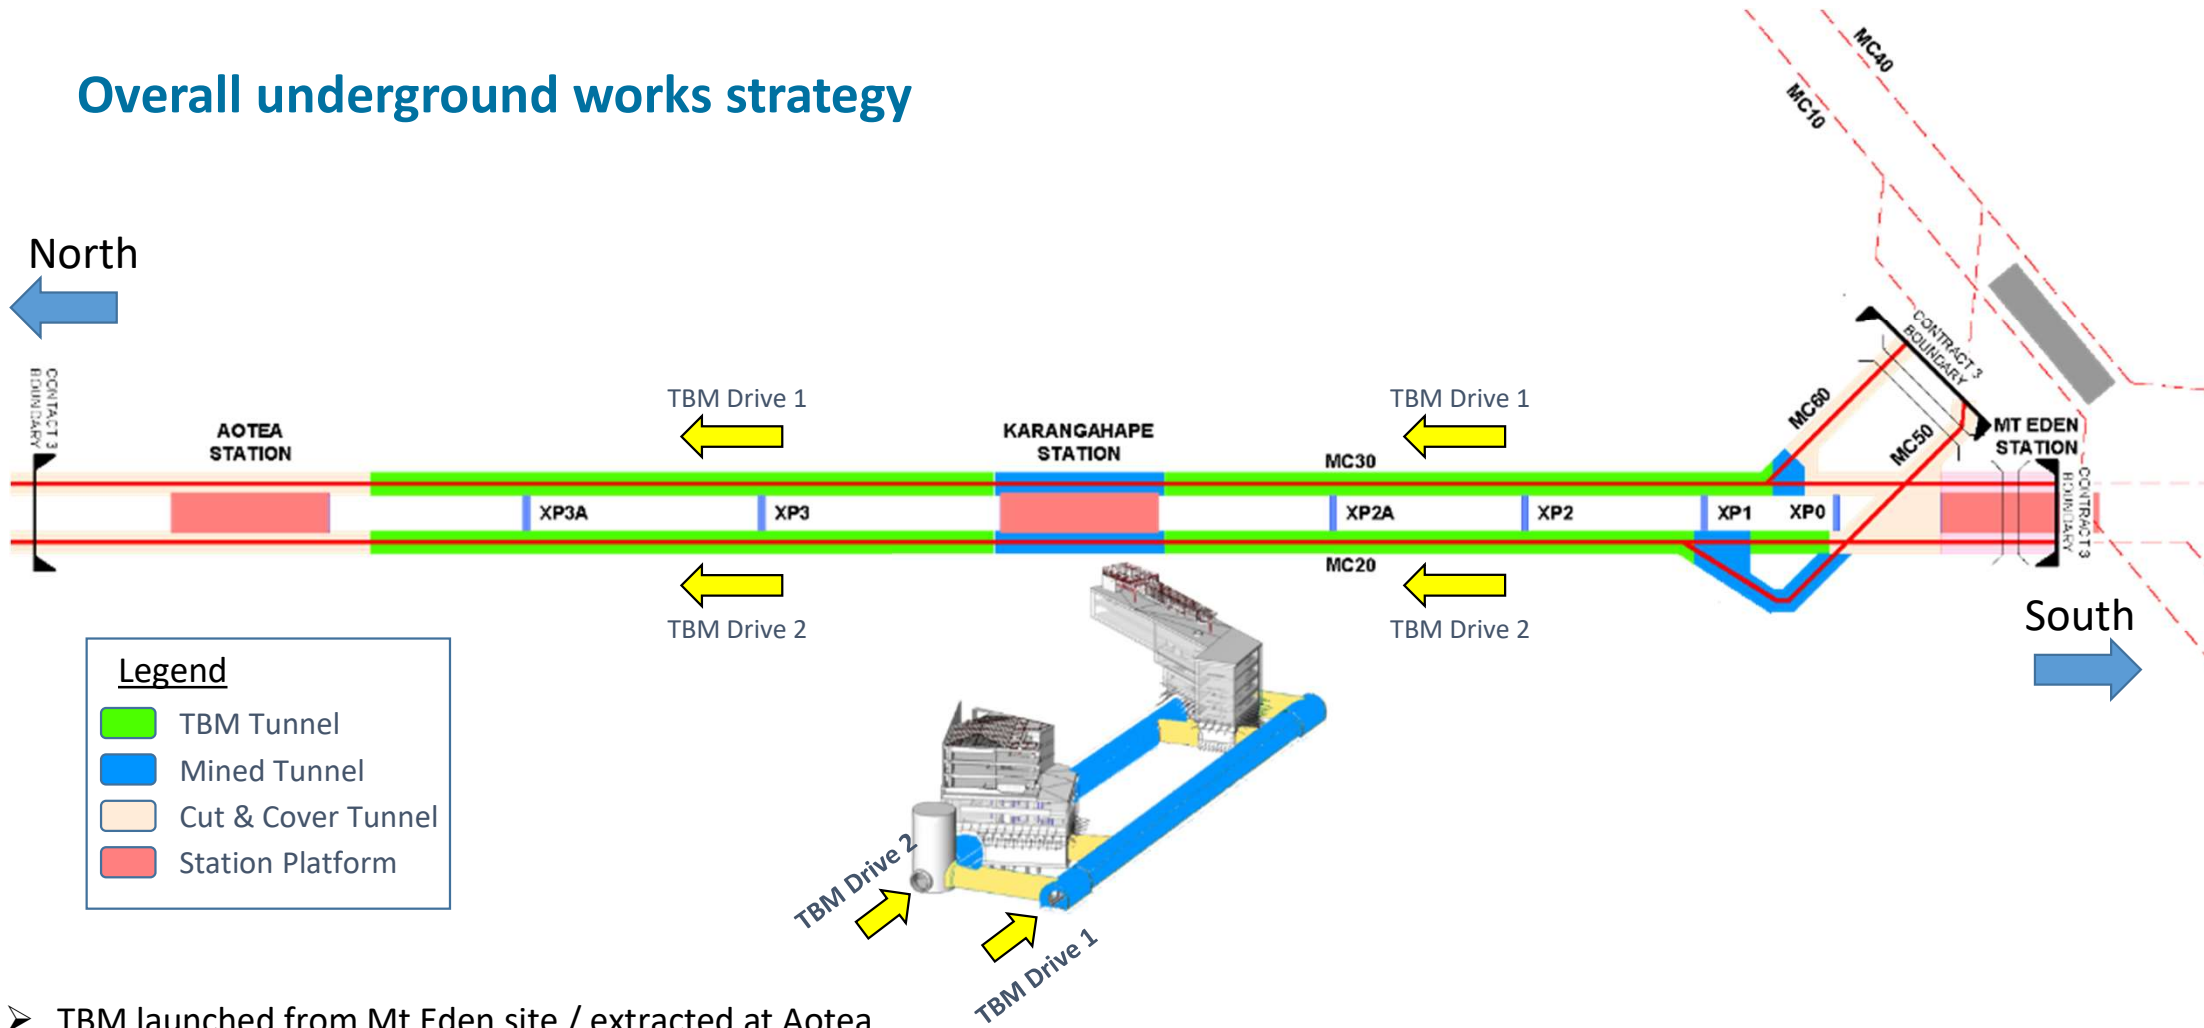 Overall underground works strategy
MC40
MC10
North
CONTACT 3
BOUNDARY
CONTRACT 3
BOUNDARY
TBM Drive 1
TBM Drive 1
AOTEA
STATION
KARANGAHAPE
STATION
MC60
MC50
MT EDEN
STATION
MC30
XP3A
XP3
XP2A
XP2
XP1
XP0
CONTRACT 3
BOUNDARY
MC20
TBM Drive 2
TBM Drive 2
South
Legend
TBM Tunnel
Mined Tunnel
Cut & Cover Tunnel
Station Platform
TBM Drive 2
TBM Drive 1
➢ TBM launched from Mt Eden site / extracted at Aotea